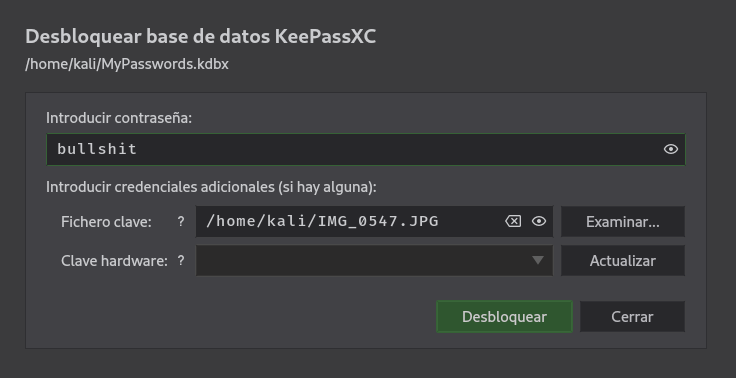 Desbloquear base de datos KeePassXC
/home/kali/MyPasswords.kdbx
Introducir contraseña:
bullshit
Introducir credenciales adicionales (si hay alguna):
Fichero clave: ? /home/kali/IMG_0547.JPG Examinar...
Clave hardware: ? Actualizar
Desbloquear Cerrar